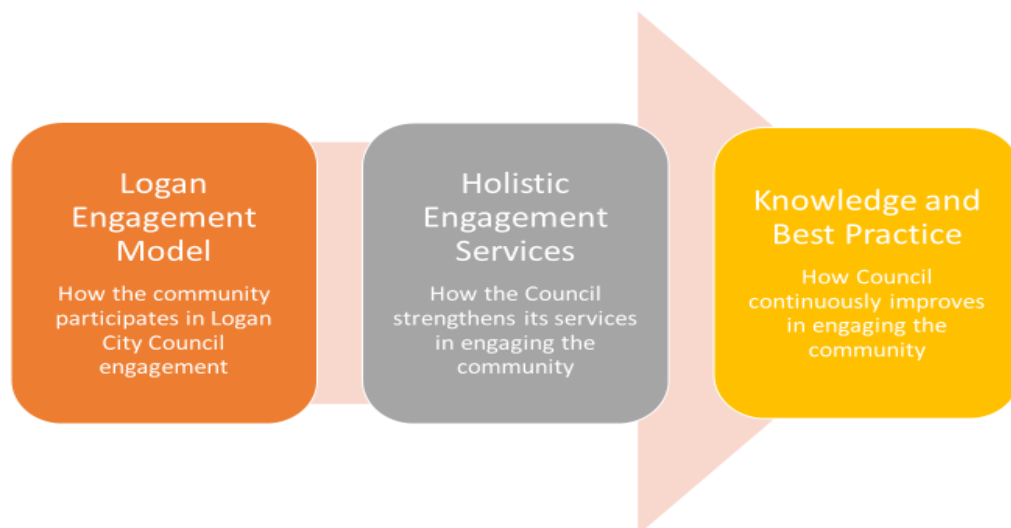 Logan
Engagement
Model
How the community
participates in Logan
City Council
engagement
Holistic
Engagement
Services
How the Council
strengthens its services
in engaging the
community
Knowledge and
Best Practice
How Council
continuously improves
in engaging the
community